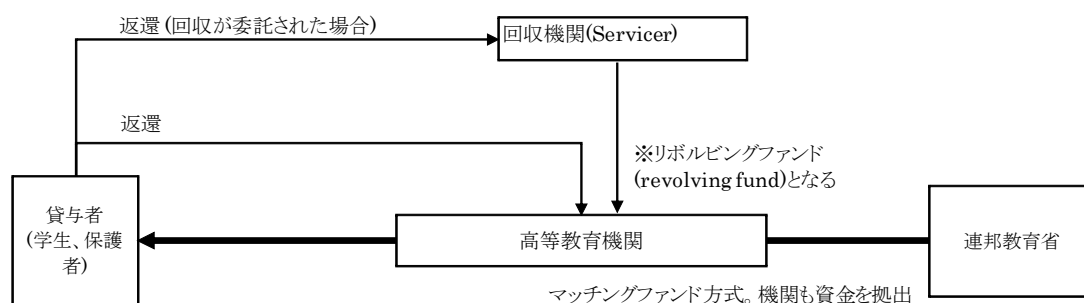 返還 (回収が委託された場合)
回収機関(Servicer)
返還
※リボルビングファンド
(revolving fund)となる
貸与者
(学生、保護
者)
高等教育機関
連邦教育省
マッチングファンド方式。機関も資金を拠出